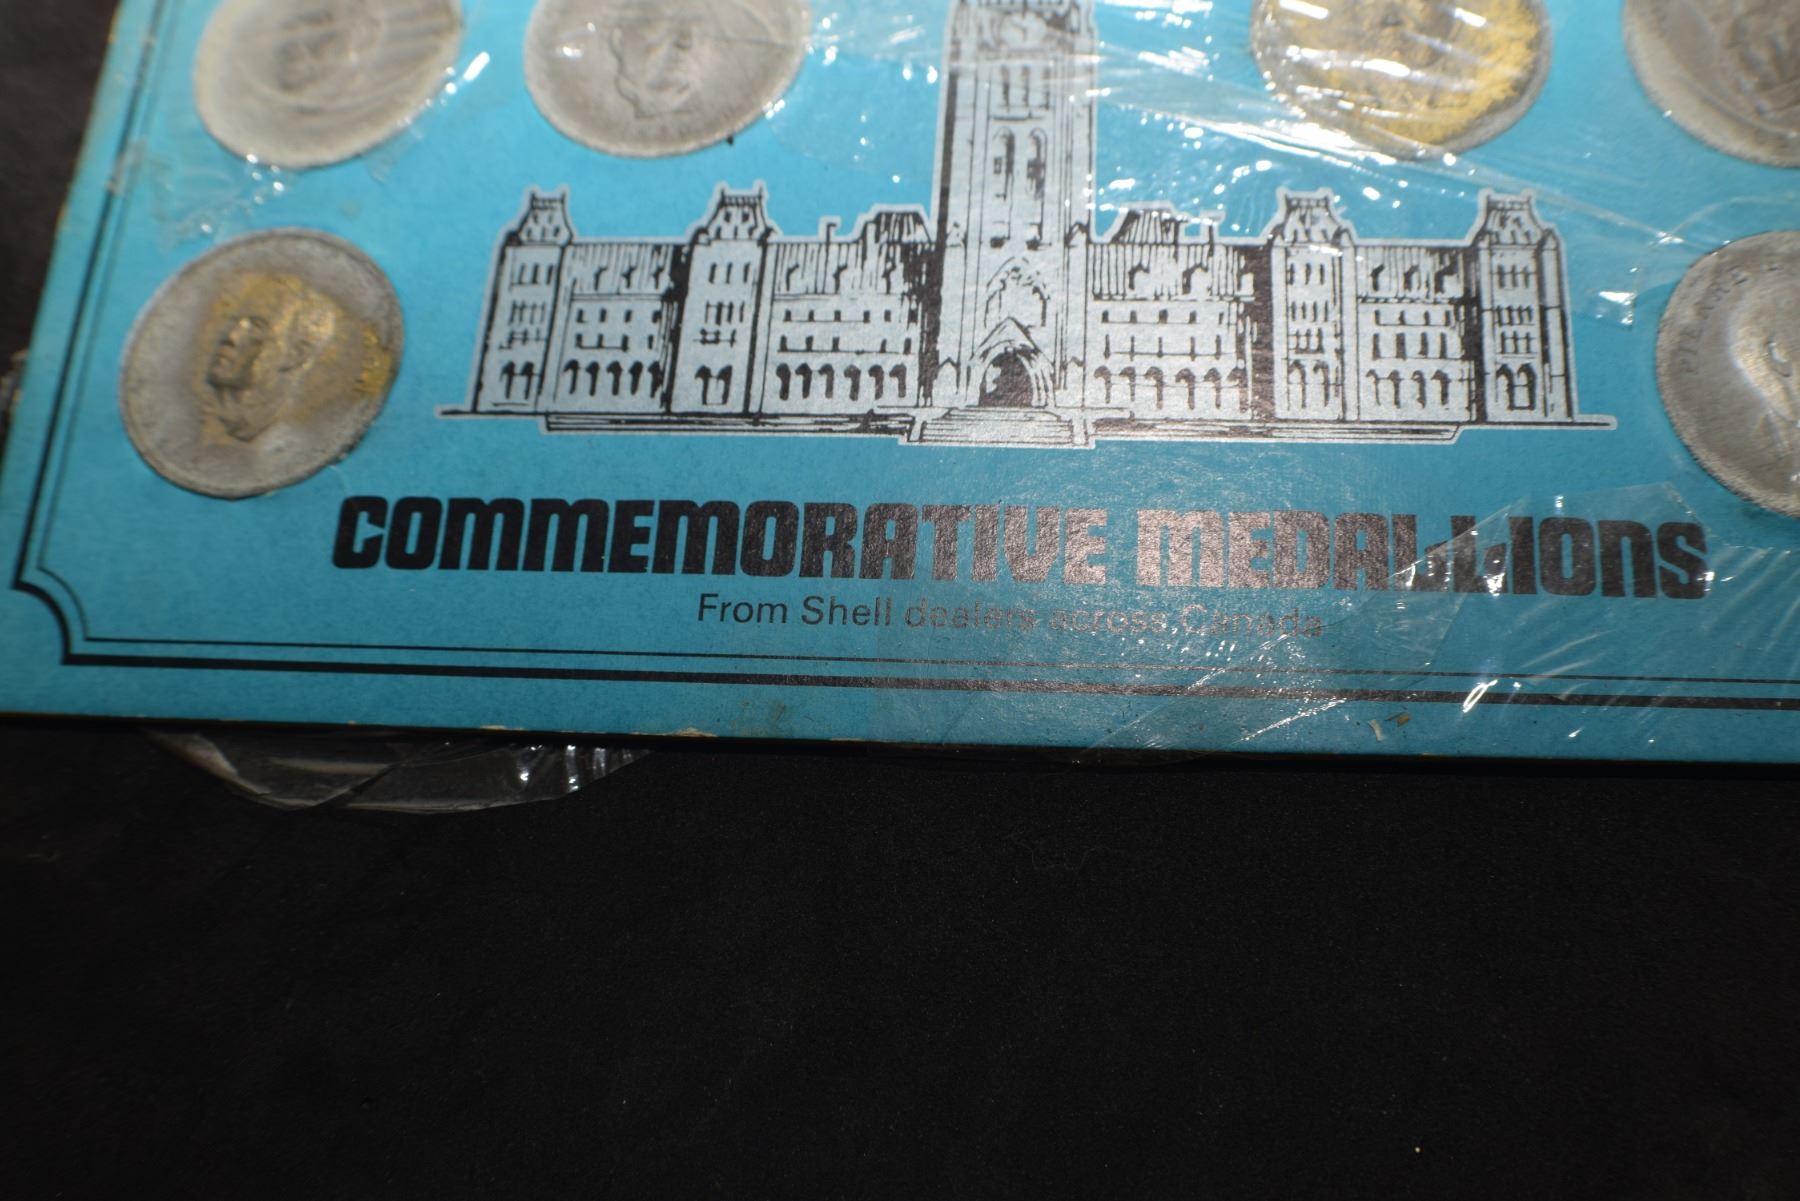 COMMEMORATIVE MEDALLIONS
From Shell dealers across Canada